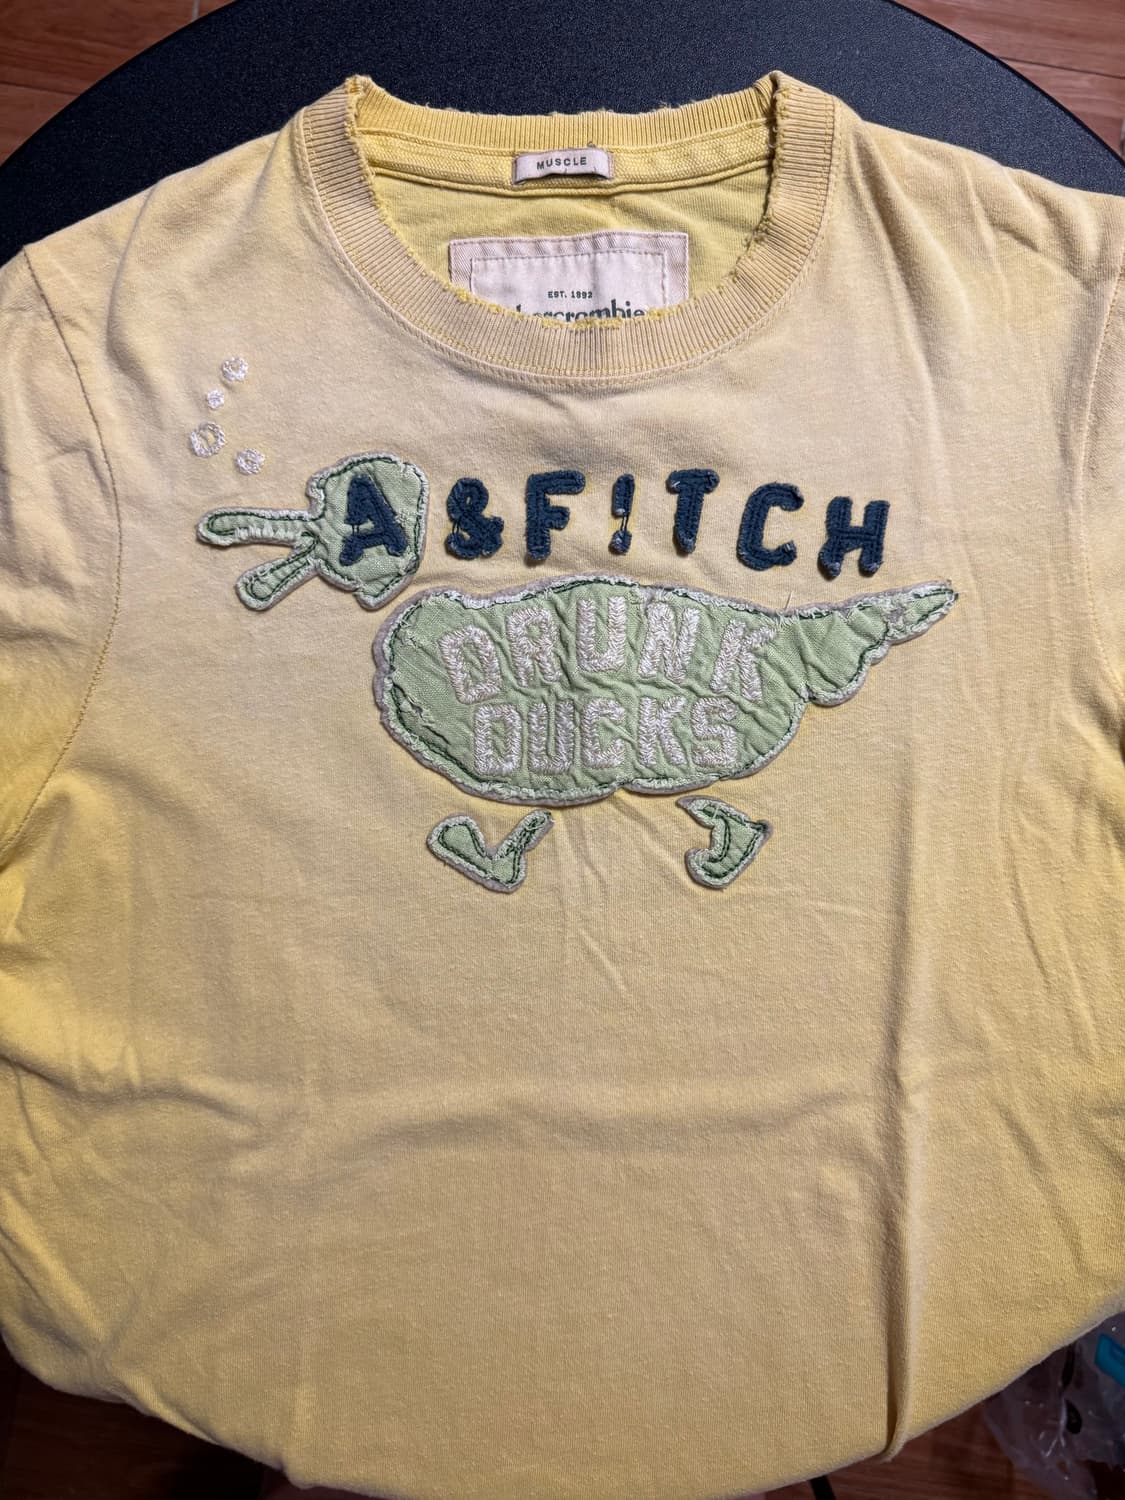 MUSCLE
EST. 1892
A&F!TCH
DRUNK
DUCKS